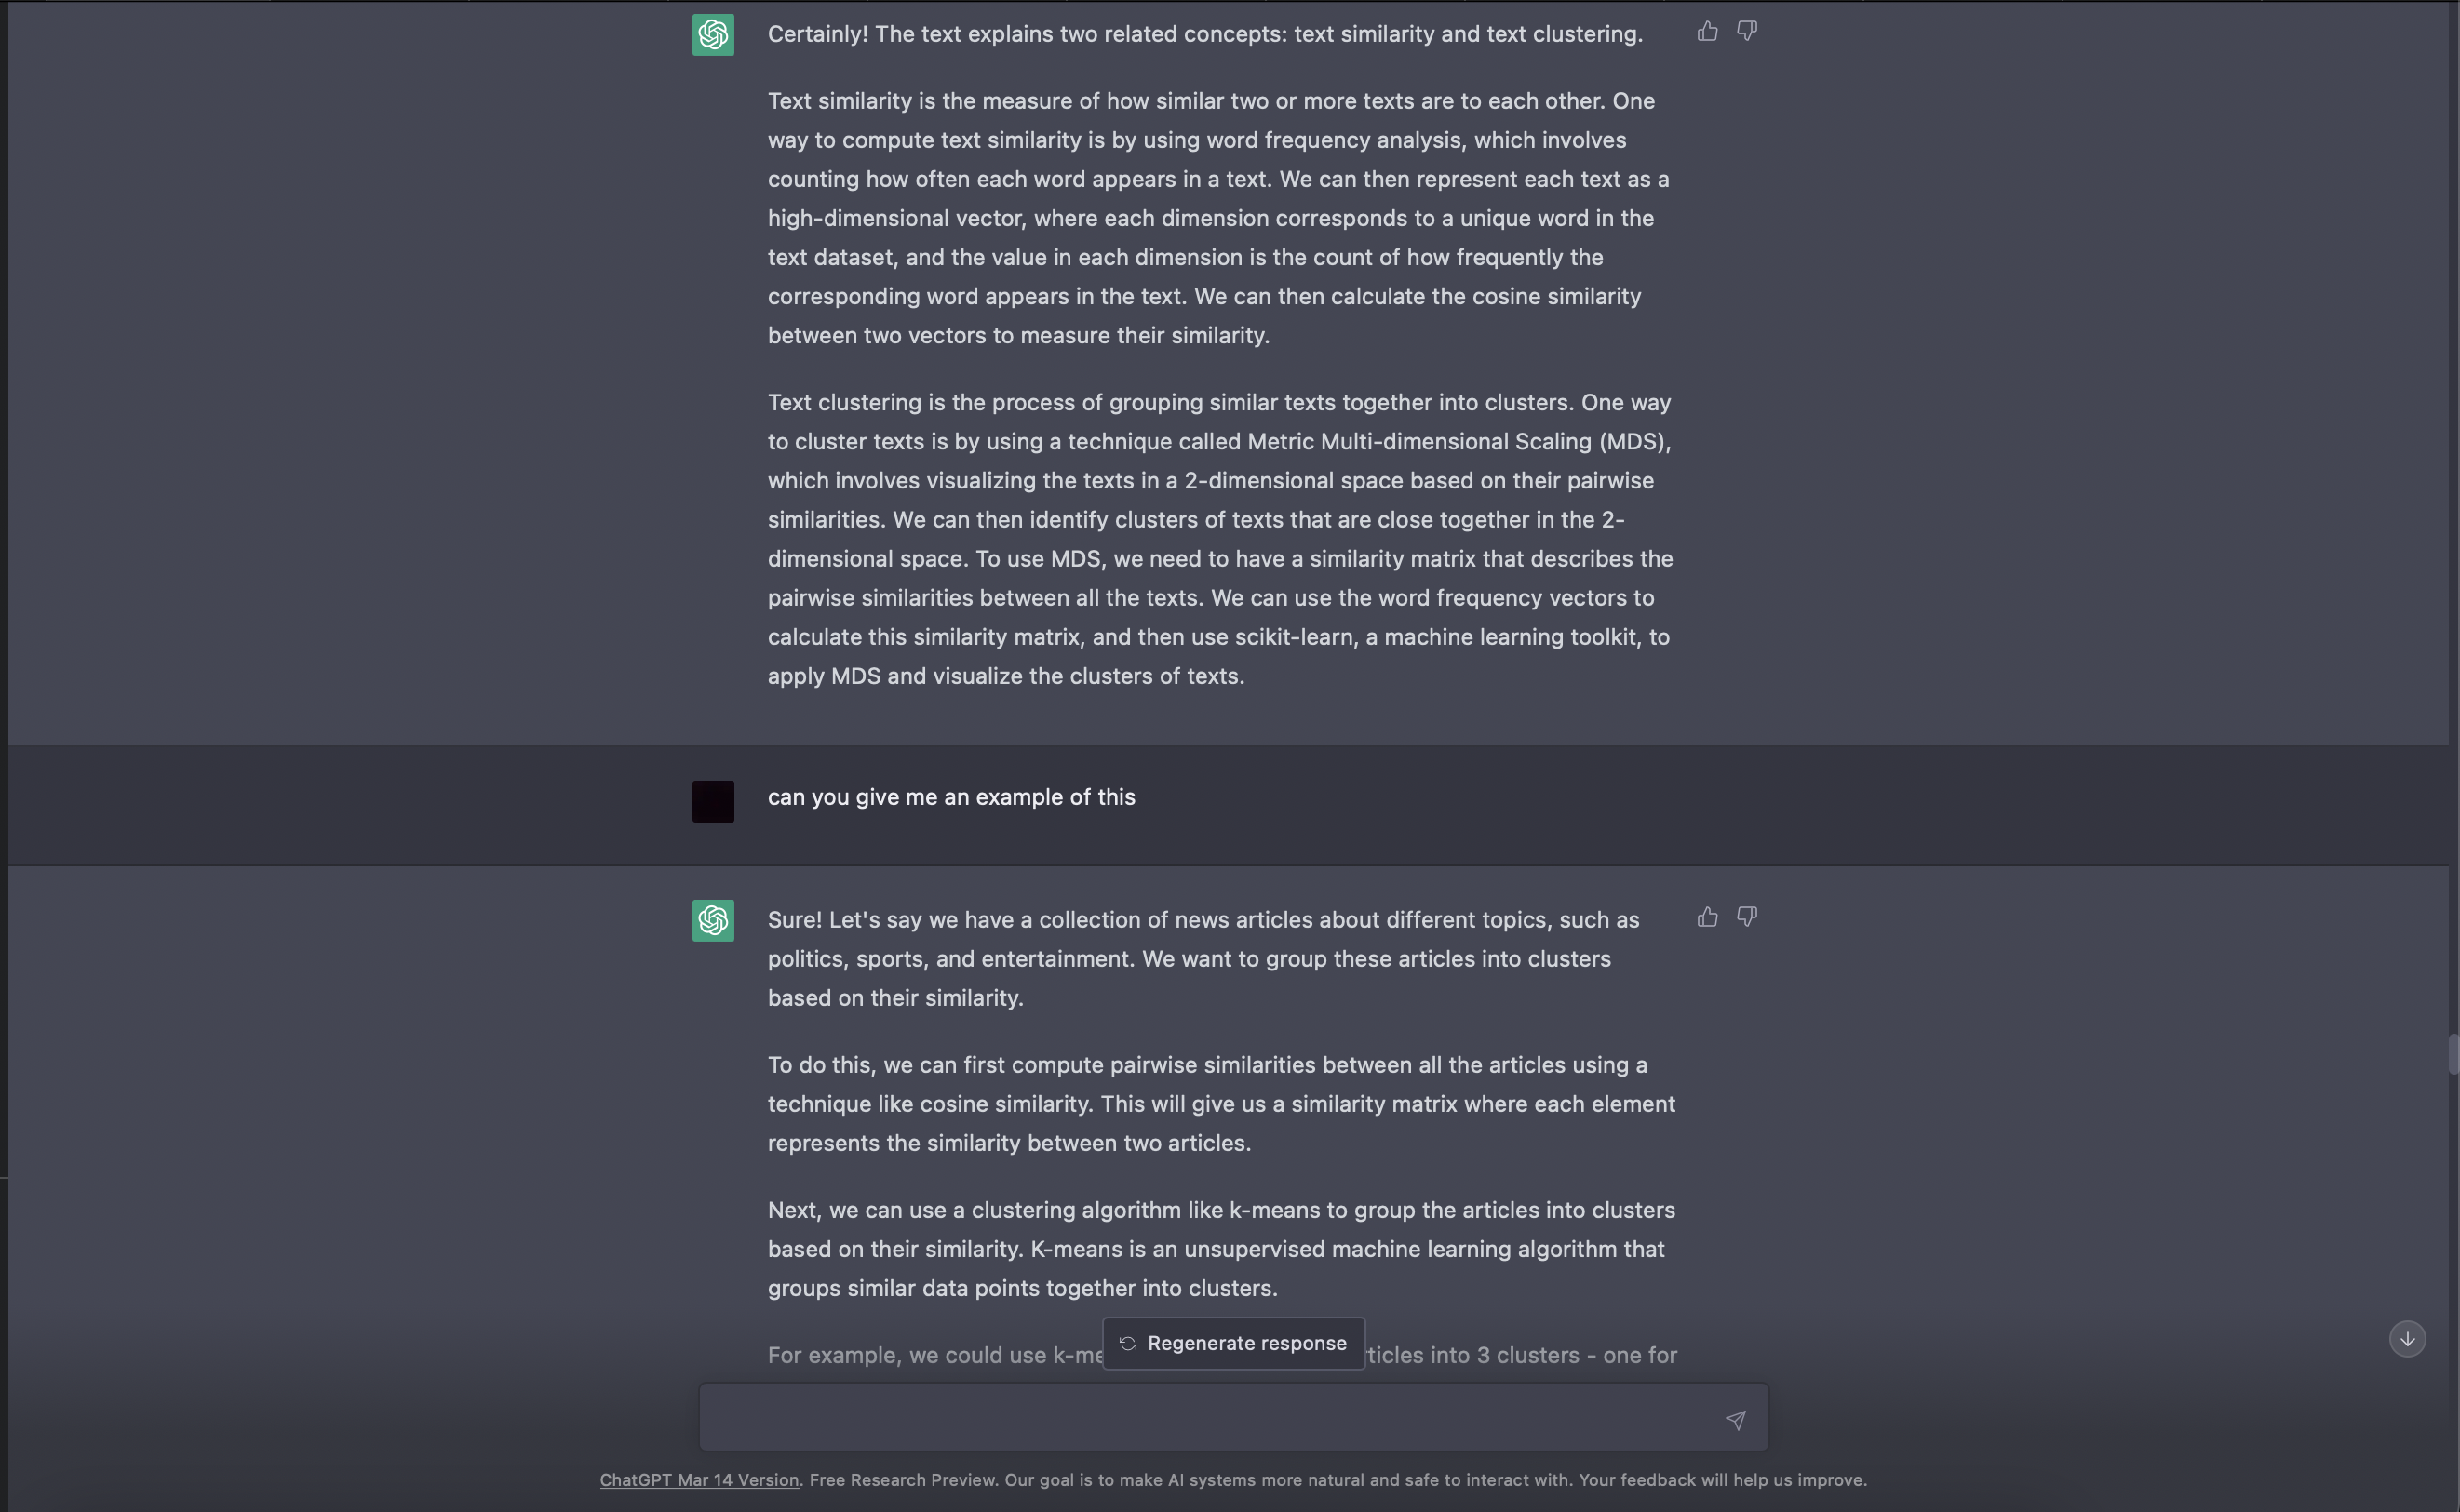 Certainly! The text explains two related concepts: text similarity and text clustering.
Text similarity is the measure of how similar two or more texts are to each other. One
way to compute text similarity is by using word frequency analysis, which involves
counting how often each word appears in a text. We can then represent each text as a
high-dimensional vector, where each dimension corresponds to a unique word in the
text dataset, and the value in each dimension is the count of how frequently the
corresponding word appears in the text. We can then calculate the cosine similarity
between two vectors to measure their similarity.
Text clustering is the process of grouping similar texts together into clusters. One way
to cluster texts is by using a technique called Metric Multi-dimensional Scaling (MDS),
which involves visualizing the texts in a 2-dimensional space based on their pairwise
similarities. We can then identify clusters of texts that are close together in the 2-
dimensional space. To use MDS, we need to have a similarity matrix that describes the
pairwise similarities between all the texts. We can use the word frequency vectors to
calculate this similarity matrix, and then use scikit-learn, a machine learning toolkit, to
apply MDS and visualize the clusters of texts.
can you give me an example of this
Sure! Let's say we have a collection of news articles about different topics, such as
politics, sports, and entertainment. We want to group these articles into clusters
based on their similarity.
To do this, we can first compute pairwise similarities between all the articles using a
technique like cosine similarity. This will give us a similarity matrix where each element
represents the similarity between two articles.
Next, we can use a clustering algorithm like k-means to group the articles into clusters
based on their similarity. K-means is an unsupervised machine learning algorithm that
groups similar data points together into clusters.
For example, we could use k-me ticles into 3 clusters - one for
Regenerate response
ChatGPT Mar 14 Version. Free Research Preview. Our goal is to make AI systems more natural and safe to interact with. Your feedback will help us improve.